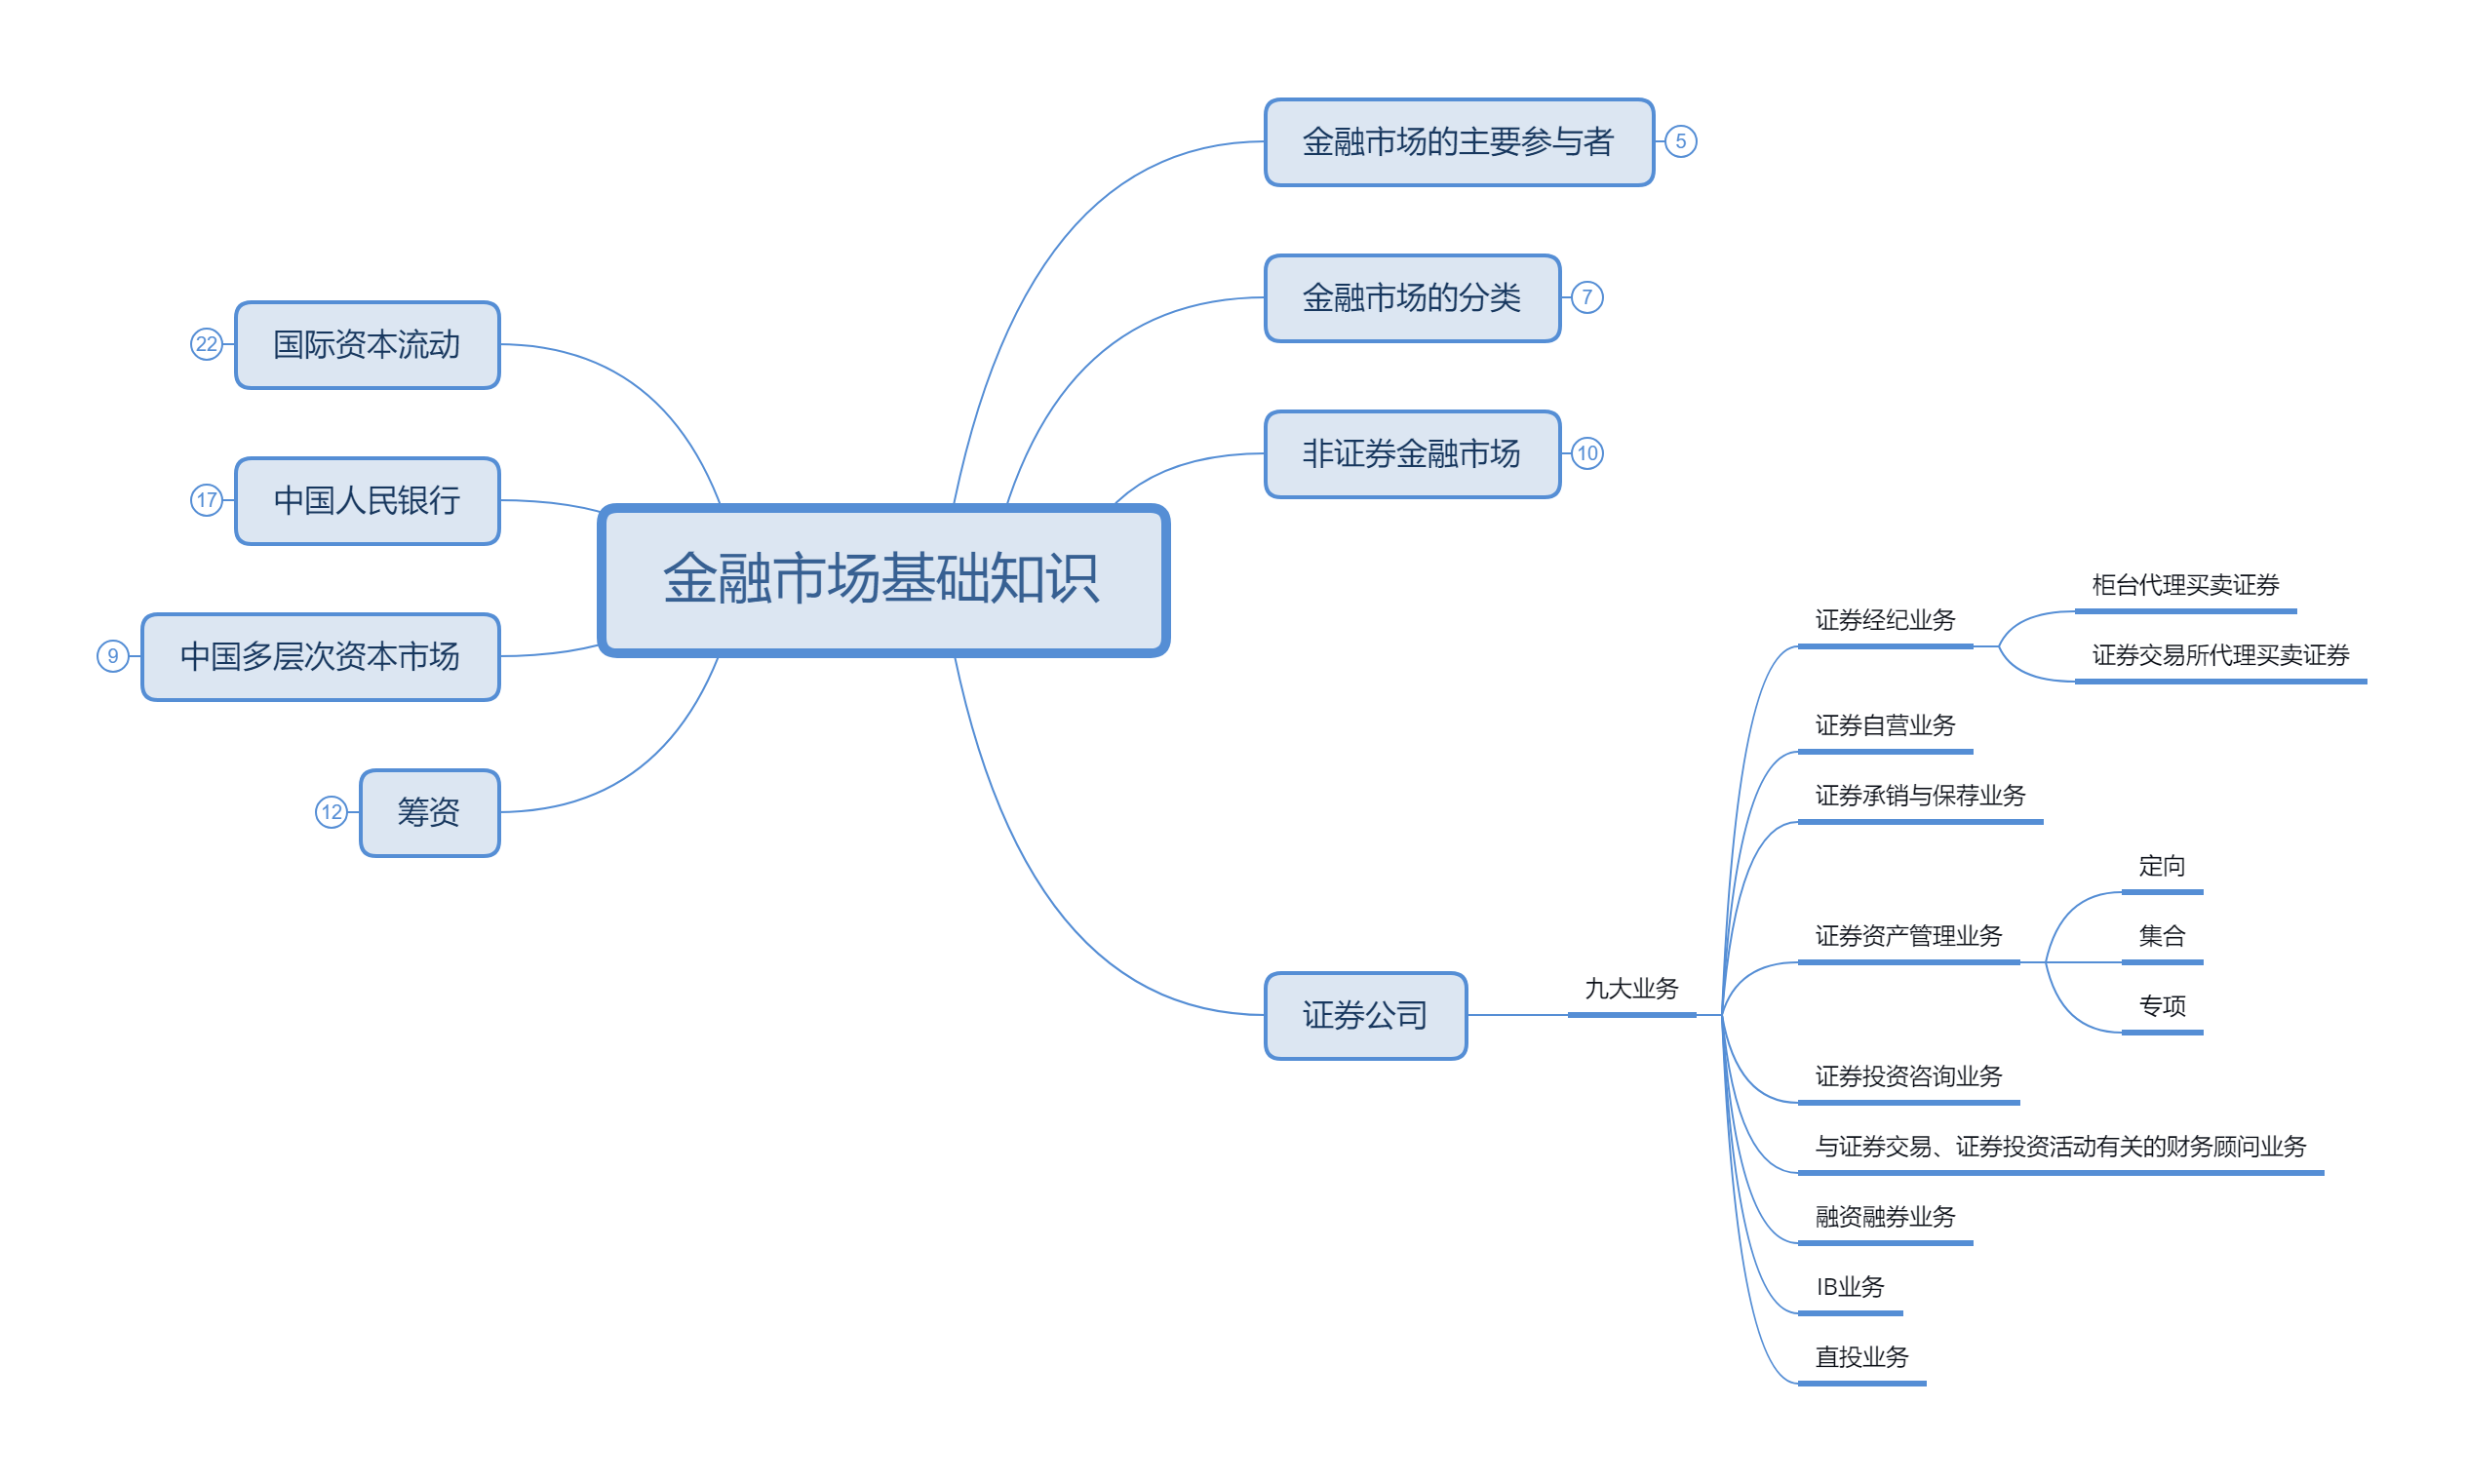 金融市场基础知识
金融市场的主要参与者
5
金融市场的分类
7
非证券金融市场
10
证券公司
九大业务
证券经纪业务
柜台代理买卖证券
证券交易所代理买卖证券
证券自营业务
证券承销与保荐业务
证券资产管理业务
定向
集合
专项
证券投资咨询业务
与证券交易、证券投资活动有关的财务顾问业务
融资融券业务
IB业务
直投业务
国际资本流动
22
中国人民银行
17
中国多层次资本市场
9
筹资
12